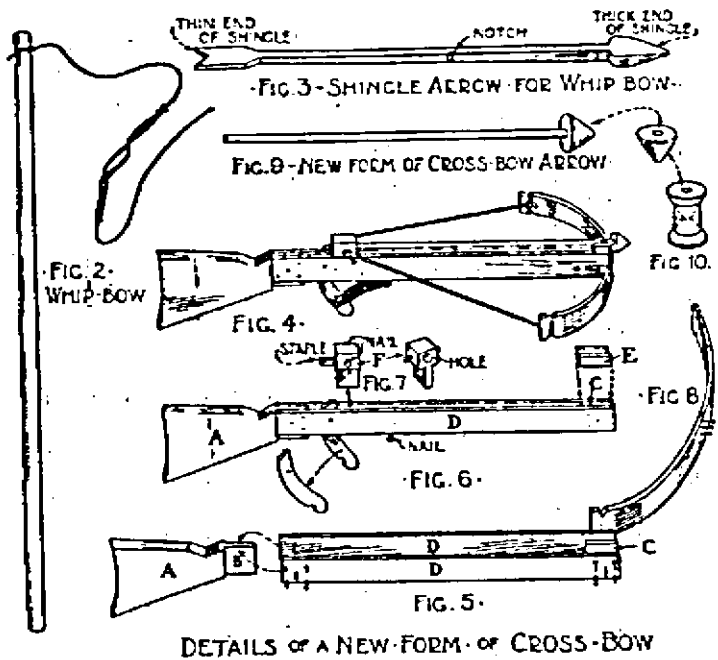 THIN END
OF SHINGLE
NOTCH
THICK END
OF SHINGLE
FIG. 3 - SHINGLE ARROW FOR WHIP BOW
FIG. 9 - NEW FORM OF CROSS-BOW ARROW
FIG. 2.
WHIP-BOW
FIG 10.
FIG. 4
STAPLE
NAIL
F
HOLE
FIG. 7
E
C
FIG 8
A
D
NAIL
FIG. 6
A
B
D
C
D
FIG. 5
DETAILS OF A NEW FORM OF CROSS-BOW